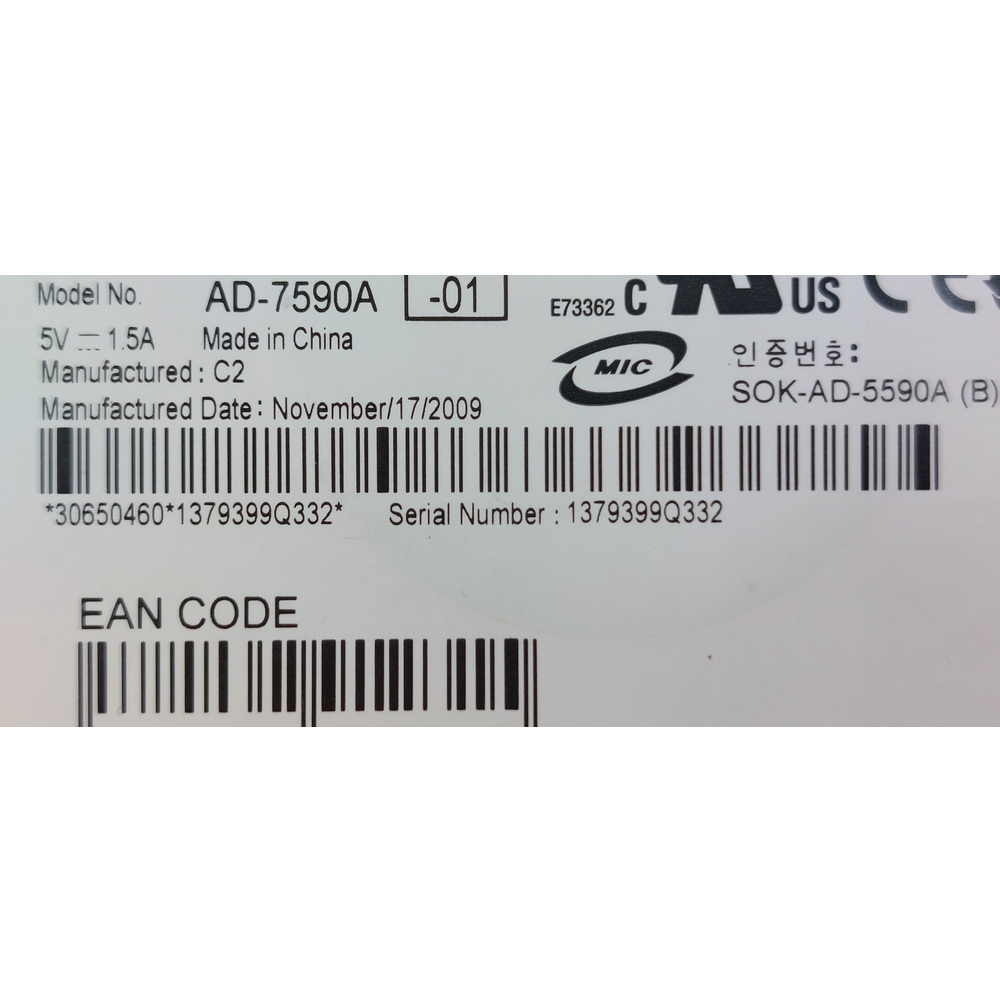 Model No. AD-7590A -01
5V ⎓ 1.5A Made in China
Manufactured : C2
Manufactured Date : November/17/2009
E73362 C US CE
MIC
인증번호:
SOK-AD-5590A (B)
*30650460*1379399Q332* Serial Number : 1379399Q332
EAN CODE